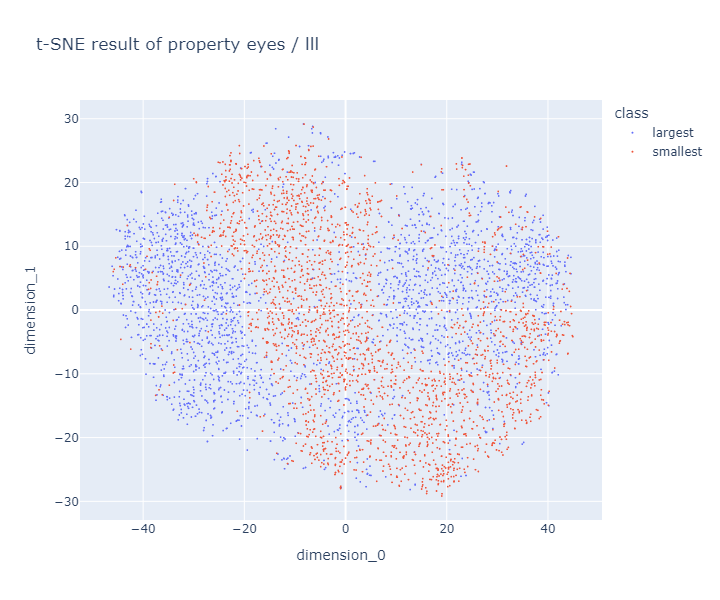 t-SNE result of property eyes / lll
class
largest
smallest
30
20
10
0
−10
−20
−30
dimension_1
−40
−20
0
20
40
dimension_0